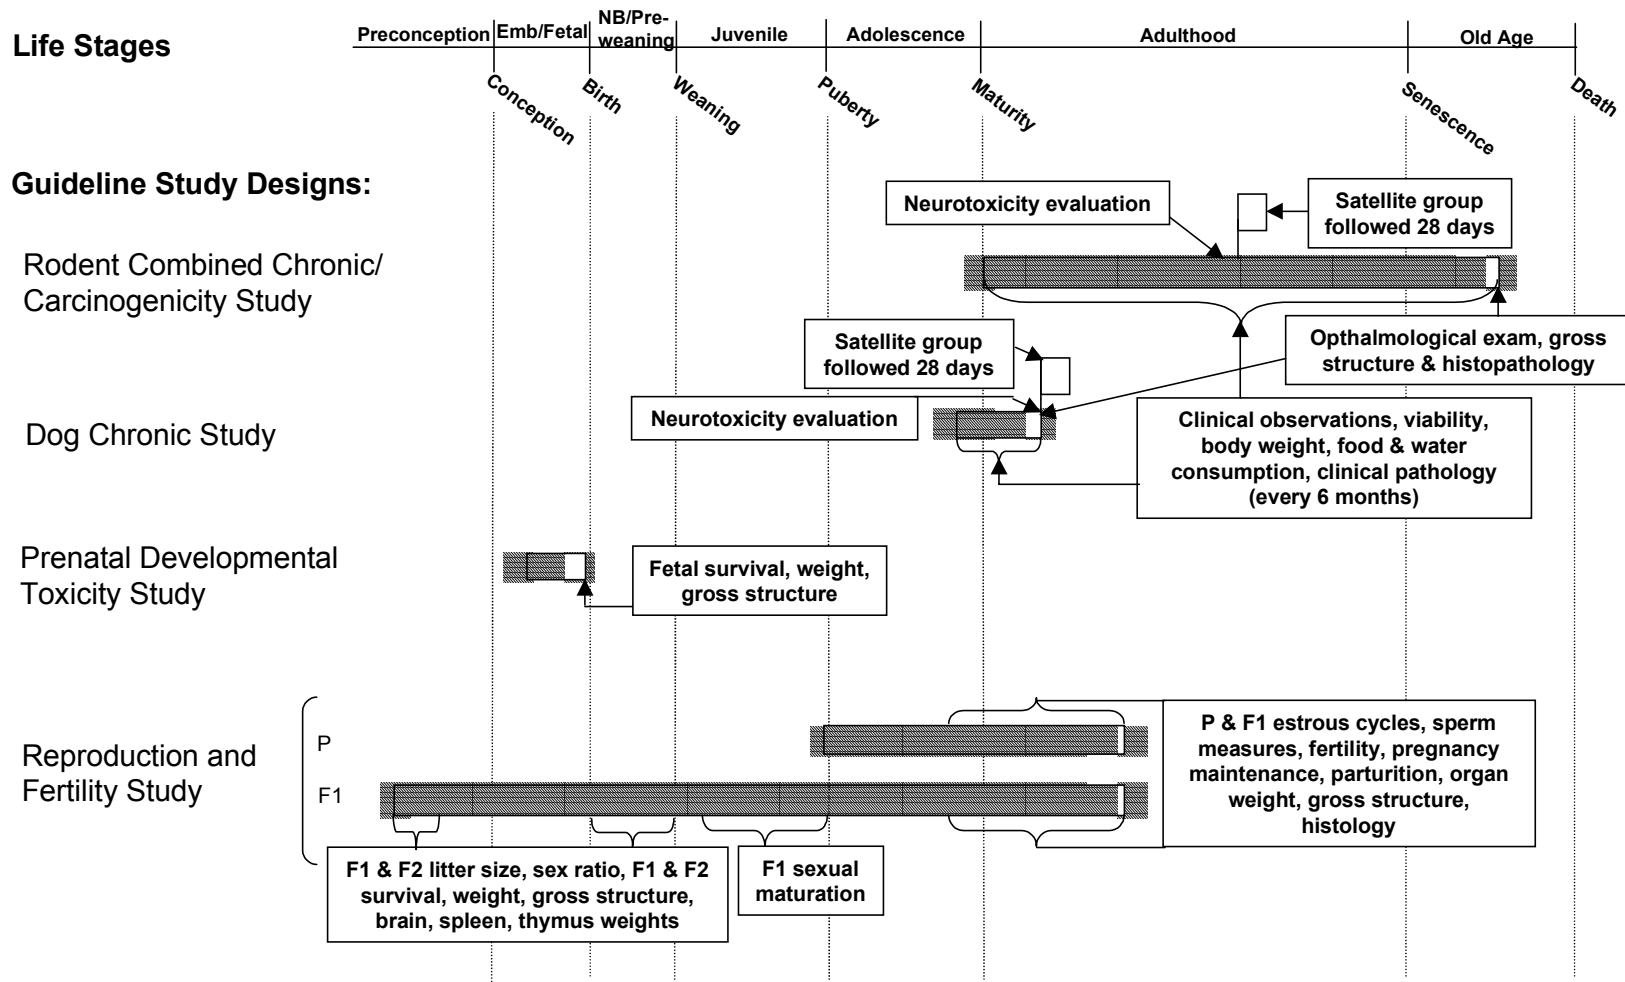 Life Stages
Preconception
Emb/Fetal
NB/Pre-
weaning
Juvenile
Adolescence
Adulthood
Old Age
Conception
Birth
Weaning
Puberty
Maturity
Senescence
Death
Guideline Study Designs:
Rodent Combined Chronic/
Carcinogenicity Study
Neurotoxicity evaluation
Satellite group
followed 28 days
Opthalmological exam, gross
structure & histopathology
Satellite group
followed 28 days
Neurotoxicity evaluation
Dog Chronic Study
Clinical observations, viability,
body weight, food & water
consumption, clinical pathology
(every 6 months)
Prenatal Developmental
Toxicity Study
Fetal survival, weight,
gross structure
Reproduction and
Fertility Study
P
F1
P & F1 estrous cycles, sperm
measures, fertility, pregnancy
maintenance, parturition, organ
weight, gross structure,
histology
F1 & F2 litter size, sex ratio, F1 & F2
survival, weight, gross structure,
brain, spleen, thymus weights
F1 sexual
maturation